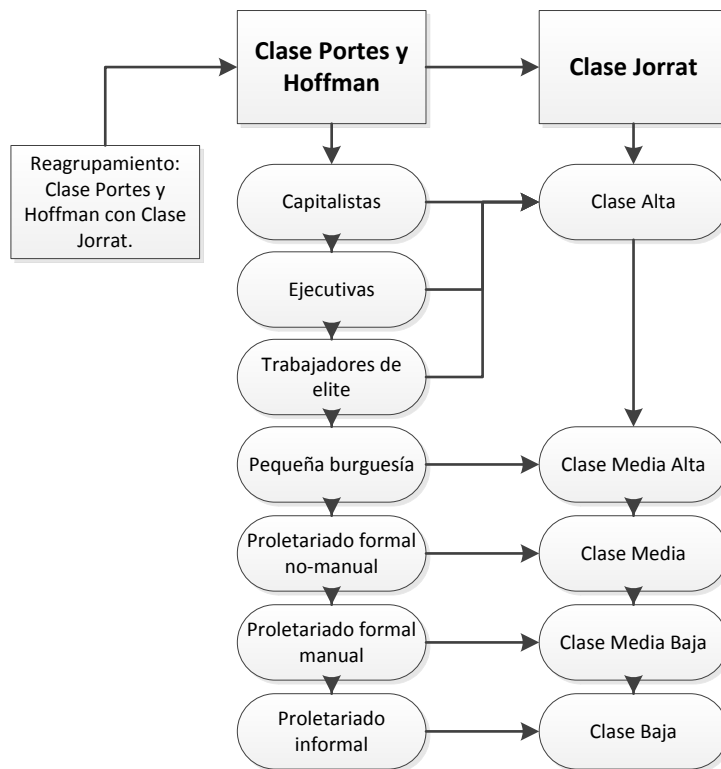 Clase Portes y
Hoffman
Clase Jorrat
Reagrupamiento:
Clase Portes y
Hoffman con Clase
Jorrat.
Capitalistas
Clase Alta
Ejecutivas
Trabajadores de
elite
Pequeña burguesía
Clase Media Alta
Proletariado formal
no-manual
Clase Media
Proletariado formal
manual
Clase Media Baja
Proletariado
informal
Clase Baja